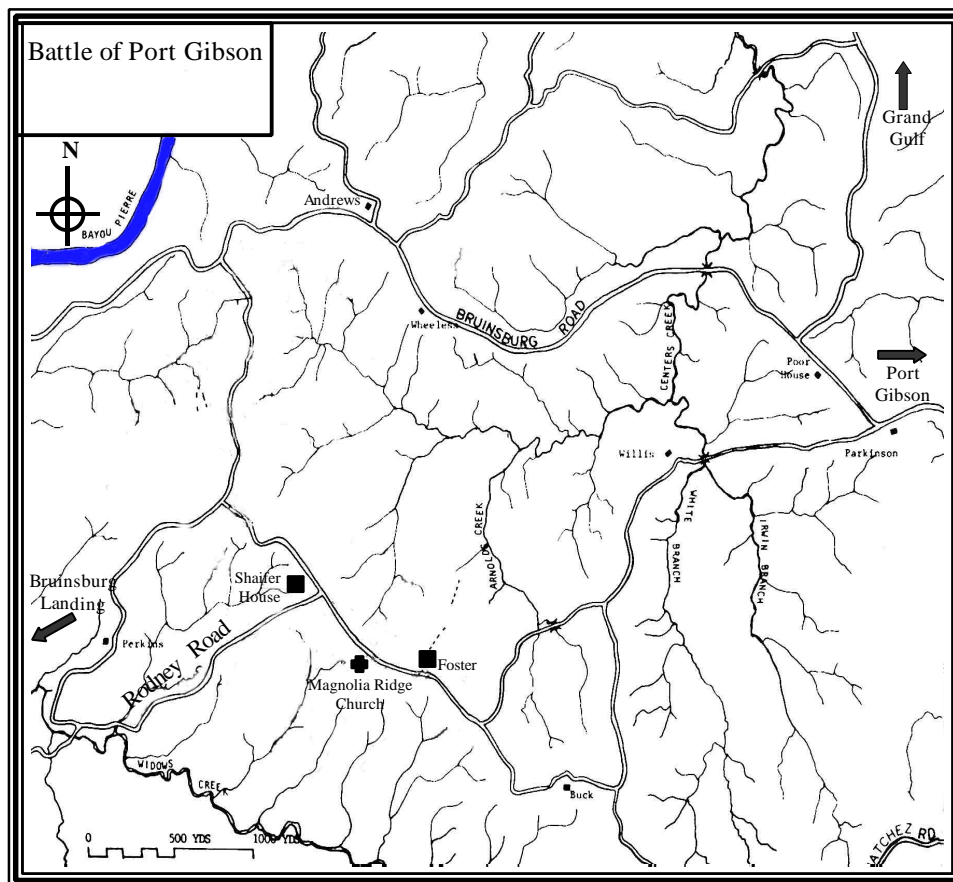 Battle of Port Gibson
N
BAYOU PIERRE
Grand
Gulf
Andrews
BRUINSBURG ROAD
Wheeless
CENTERS CREEK
Poor
House
Port
Gibson
Willis
Parkinson
WHITE BRANCH
IRWIN BRANCH
ARNOLDS CREEK
Shaifer
House
Bruinsburg
Landing
Perkins
Rodney Road
Foster
Magnolia Ridge
Church
WIDOWS CREEK
Buck
0 500 YDS 1000 YDS
ATCHEZ RD